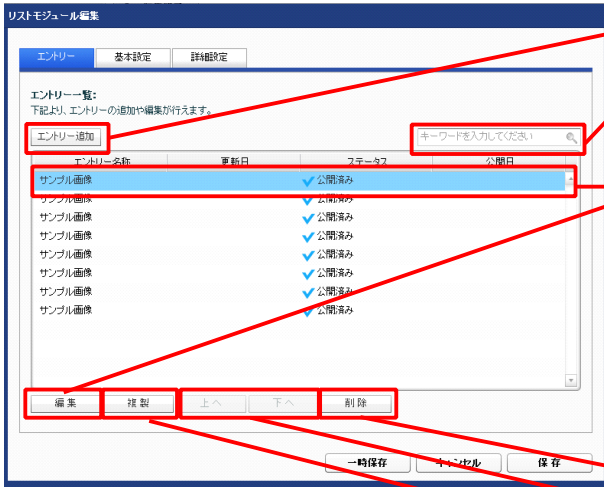 リストモジュール編集
エントリー 基本設定 詳細設定
エントリー一覧:
下記より、エントリーの追加や編集が行えます。
エントリー追加 キーワードを入力してください
エントリー名称 更新日 ステータス 公開日
サンプル画像 公開済み
サンプル画像 公開済み
サンプル画像 公開済み
サンプル画像 公開済み
サンプル画像 公開済み
サンプル画像 公開済み
サンプル画像 公開済み
サンプル画像 公開済み
編集 複製 上へ 下へ 削除
一時保存 キャンセル 保存